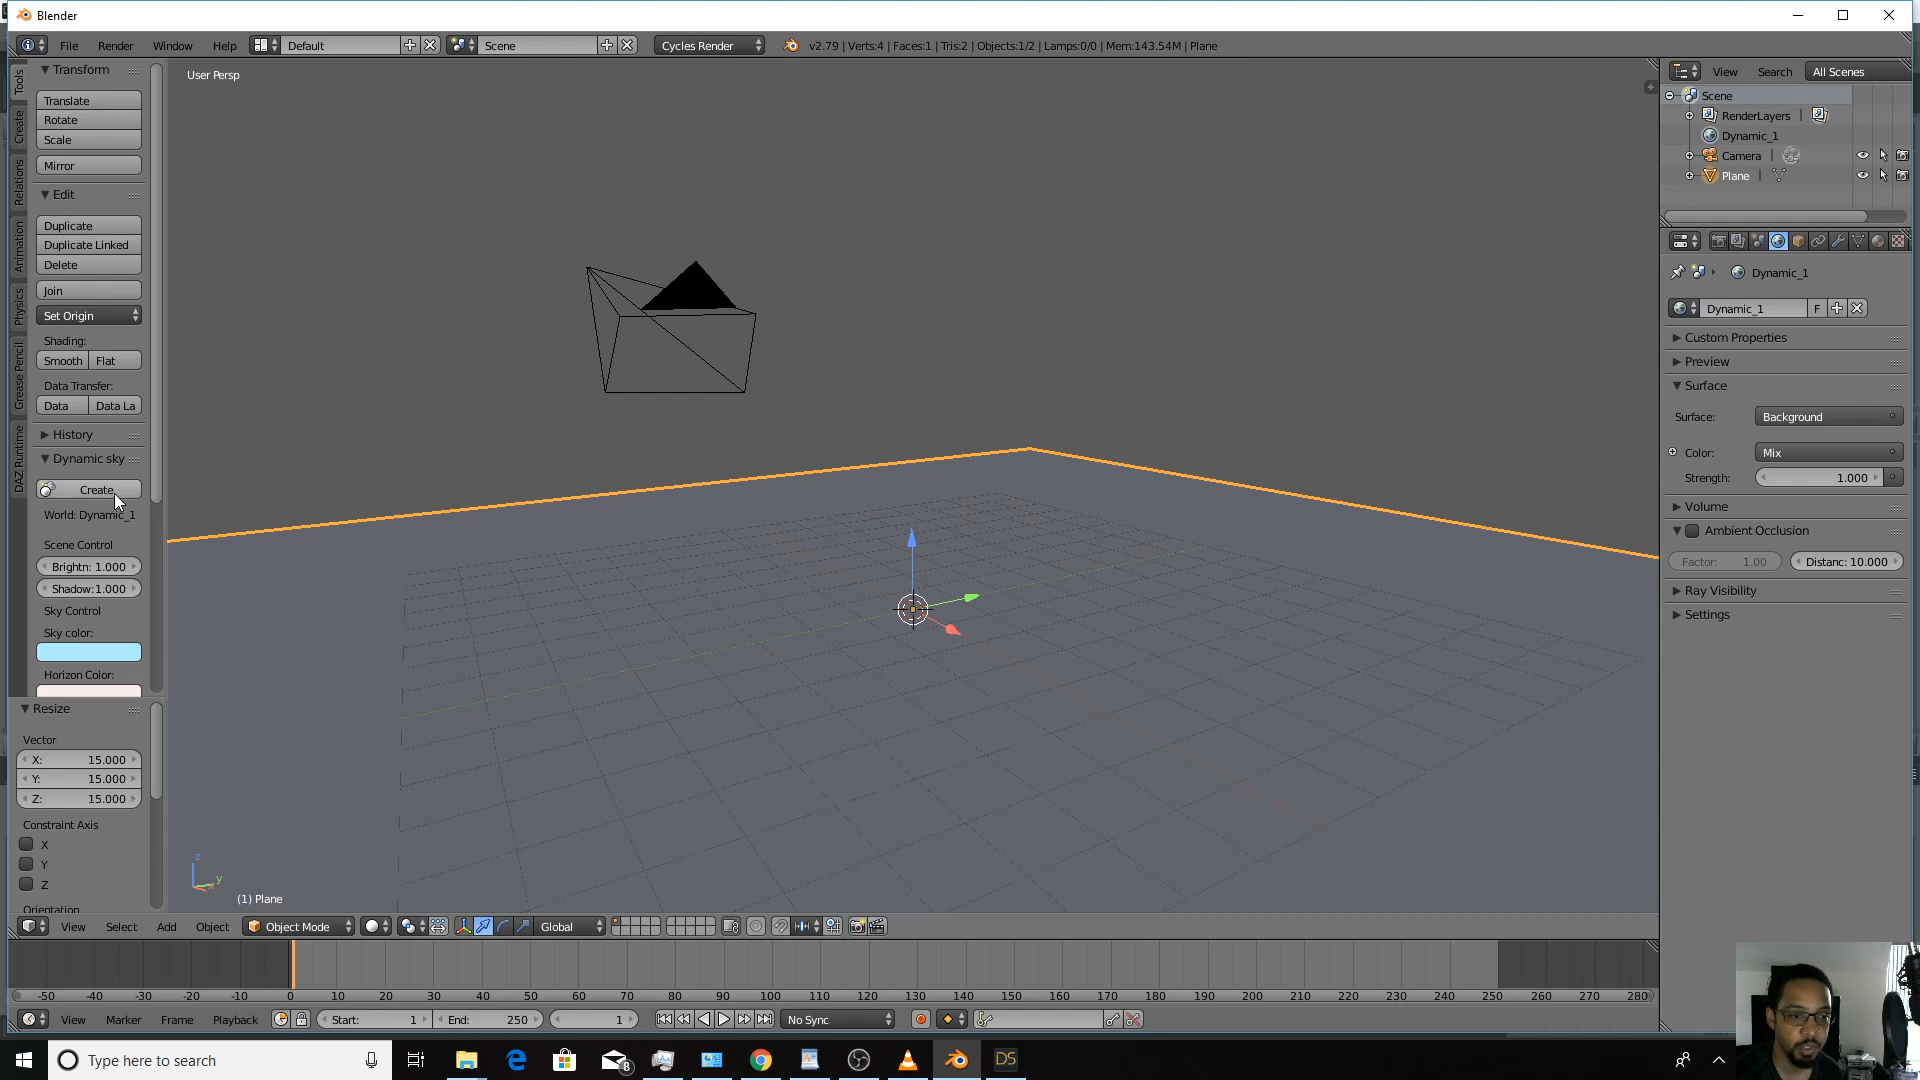 Blender
File Render Window Help Default Scene Cycles Render v2.79 | Verts:4 | Faces:1 | Tris:2 | Objects:1/2 | Lamps:0/0 | Mem:143.54M | Plane
Tools
Create
Relations
Animation
Physics
Grease Pencil
DAZ Runtime
Transform
Translate
Rotate
Scale
Mirror
Edit
Duplicate
Duplicate Linked
Delete
Join
Set Origin
Shading:
Smooth Flat
Data Transfer:
Data Data La
History
Dynamic sky
Create
World: Dynamic_1
Scene Control
Brightn: 1.000
Shadow:1.000
Sky Control
Sky color:
Horizon Color:
Resize
Vector
X: 15.000
Y: 15.000
Z: 15.000
Constraint Axis
X
Y
Z
Orientation
User Persp
z
y
(1) Plane
View Select Add Object Object Mode Global
-50 -40 -30 -20 -10 0 10 20 30 40 50 60 70 80 90 100 110 120 130 140 150 160 170 180 190 200 210 220 230 240 250 260 270 280
View Marker Frame Playback Start: 1 End: 250 1 No Sync
View Search All Scenes
Scene
RenderLayers
Dynamic_1
Camera
Plane
Dynamic_1
Dynamic_1 F
Custom Properties
Preview
Surface
Surface: Background
Color: Mix
Strength: 1.000
Volume
Ambient Occlusion
Factor: 1.00 Distanc: 10.000
Ray Visibility
Settings
Type here to search
8
DS